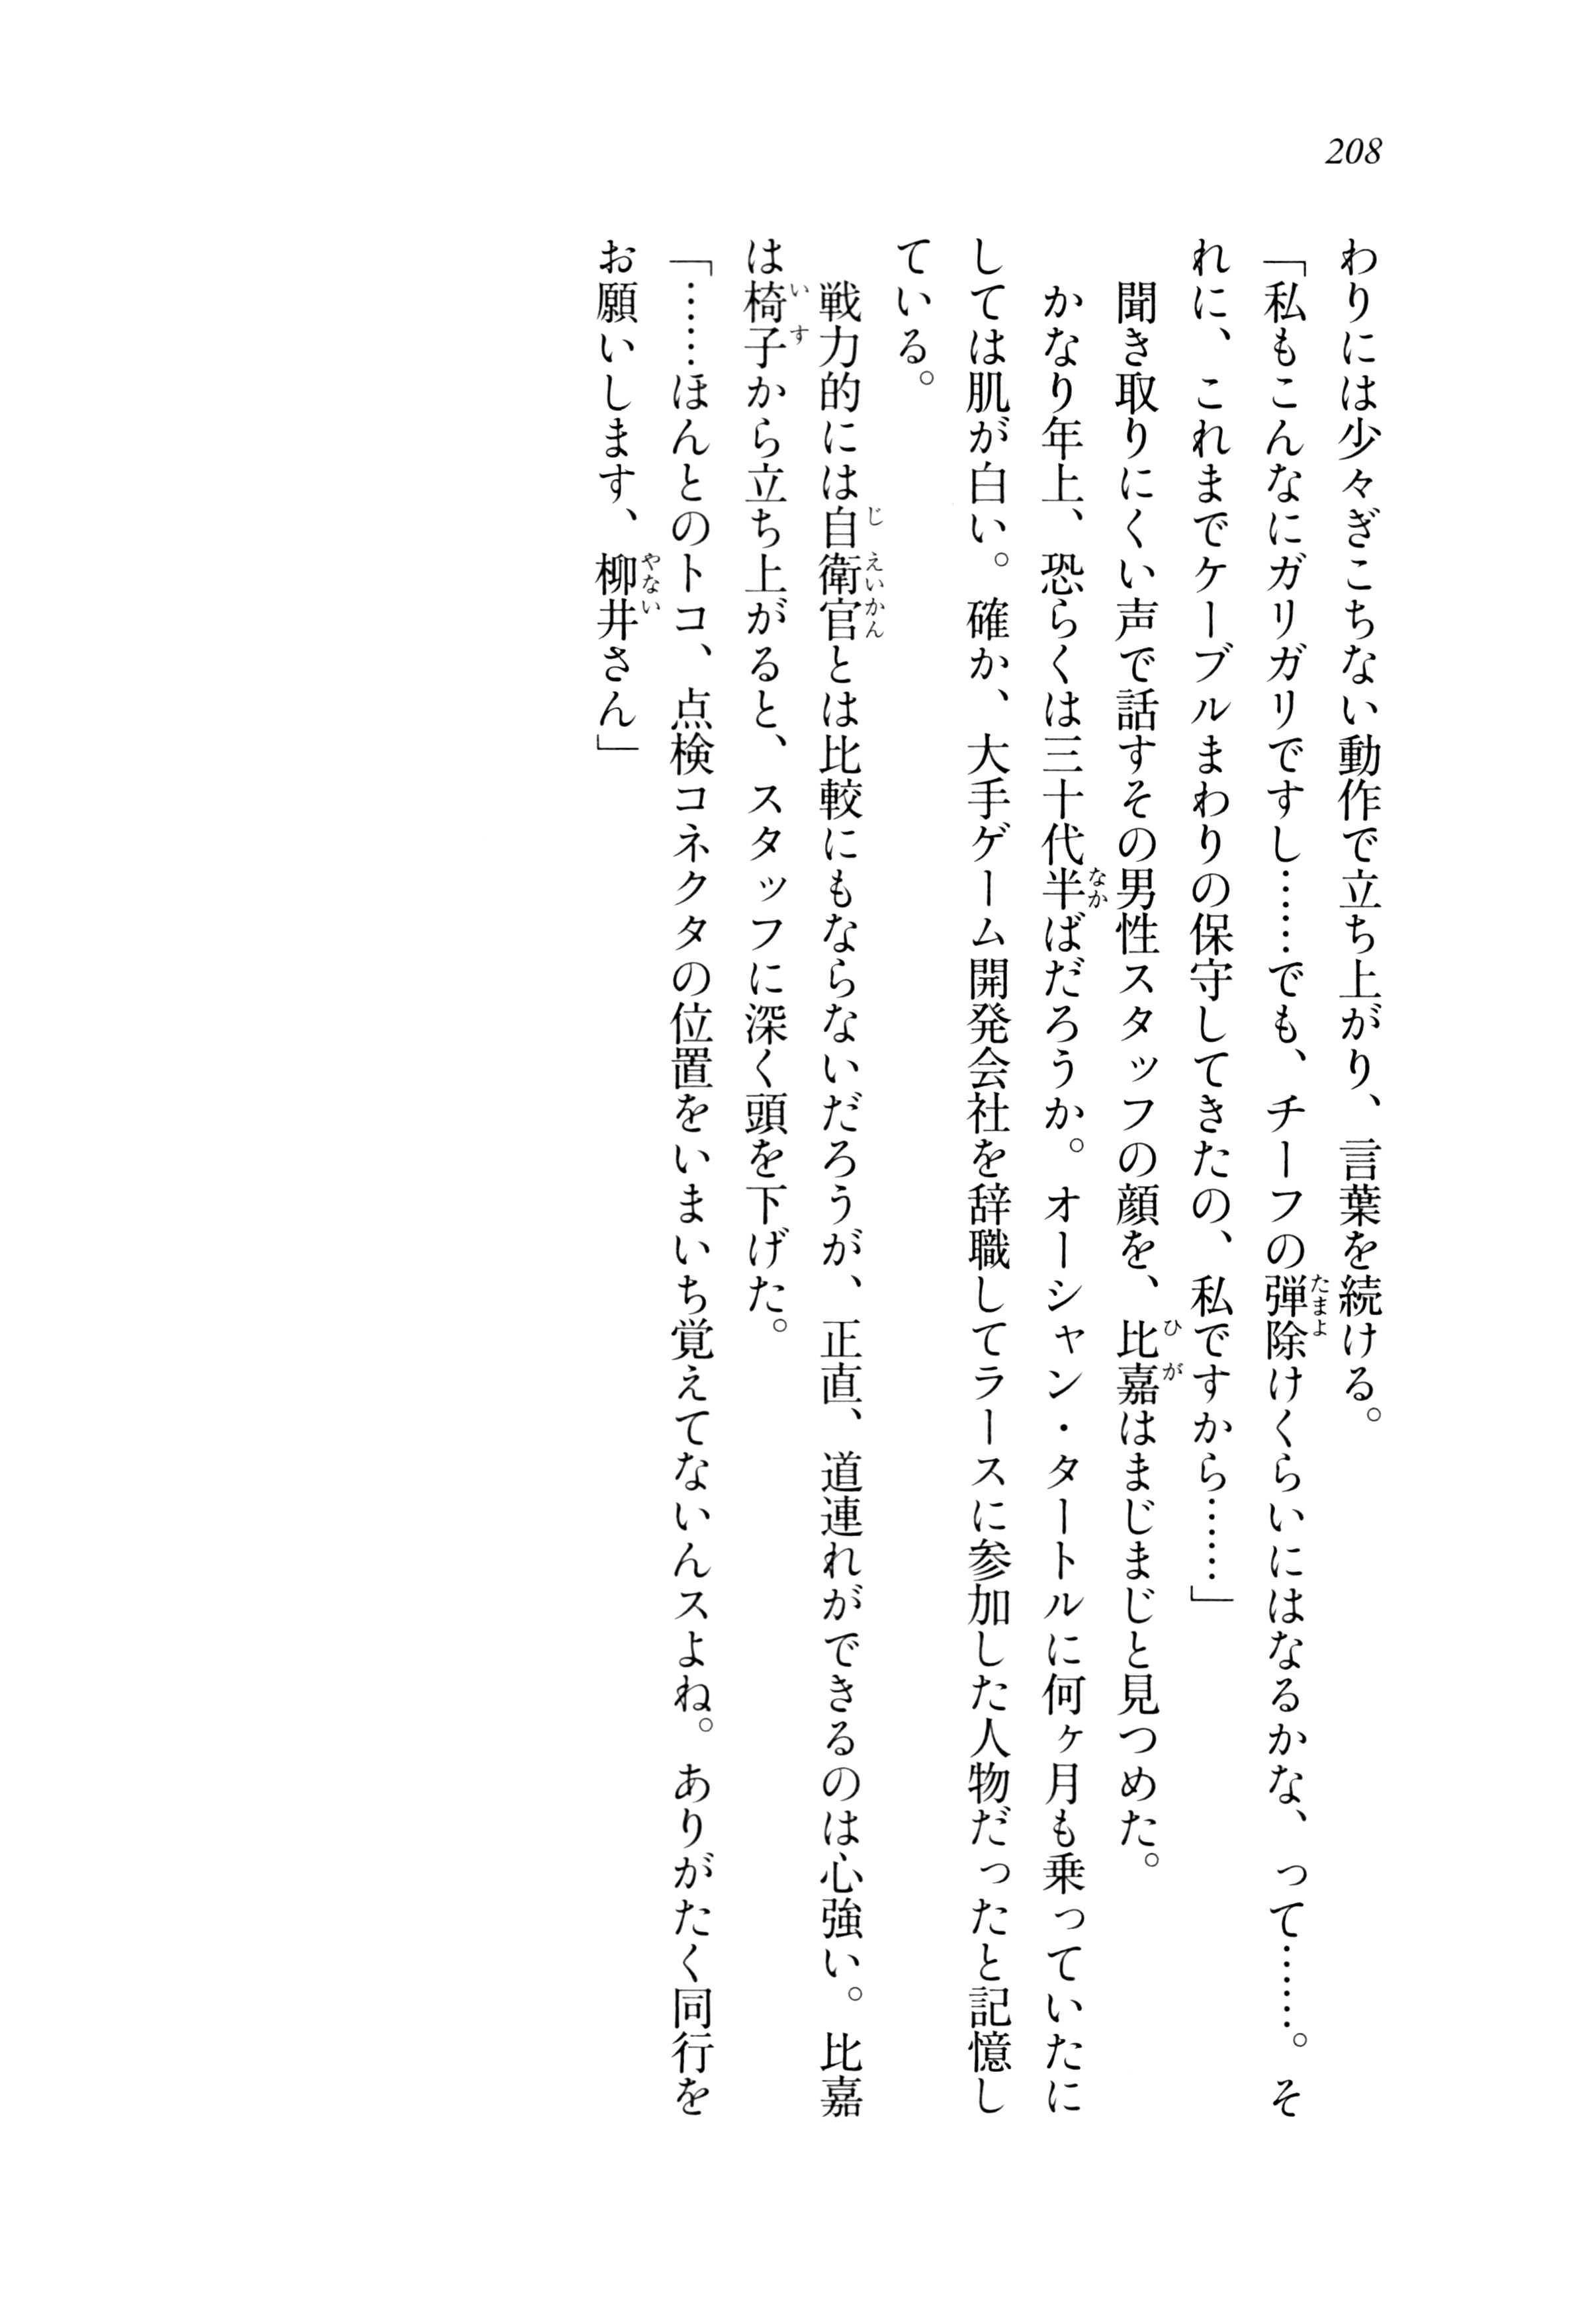 208
わりには少々ぎこちない動作で立ち上がり、言葉を続ける。
「私もこんなにガリガリですし……でも、チーフの弾除けくらいにはなるかな、って……。そ
れに、これまでケーブルまわりの保守してきたの、私ですから……」
　聞き取りにくい声で話すその男性スタッフの顔を、比嘉はまじまじと見つめた。
　かなり年上、恐らくは三十代半ばだろうか。オーシャン・タートルに何ヶ月も乗っていたに
しては肌が白い。確か、大手ゲーム開発会社を辞職してラースに参加した人物だったと記憶し
ている。
　戦力的には自衛官とは比較にもならないだろうが、正直、道連れができるのは心強い。比嘉
は椅子から立ち上がると、スタッフに深く頭を下げた。
「……ほんとのトコ、点検コネクタの位置をいまいち覚えてないんスよね。ありがたく同行を
お願いします、柳井さん」